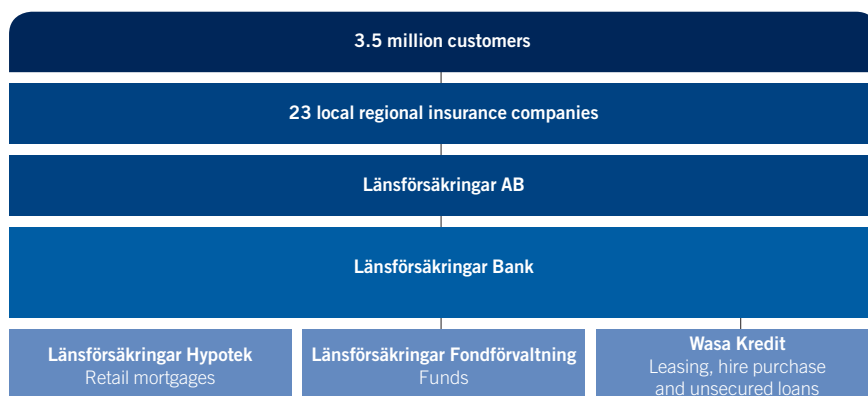 3.5 million customers
23 local regional insurance companies
Länsförsäkringar AB
Länsförsäkringar Bank
Länsförsäkringar Hypotek
Retail mortgages
Länsförsäkringar Fondförvaltning
Funds
Wasa Kredit
Leasing, hire purchase
and unsecured loans